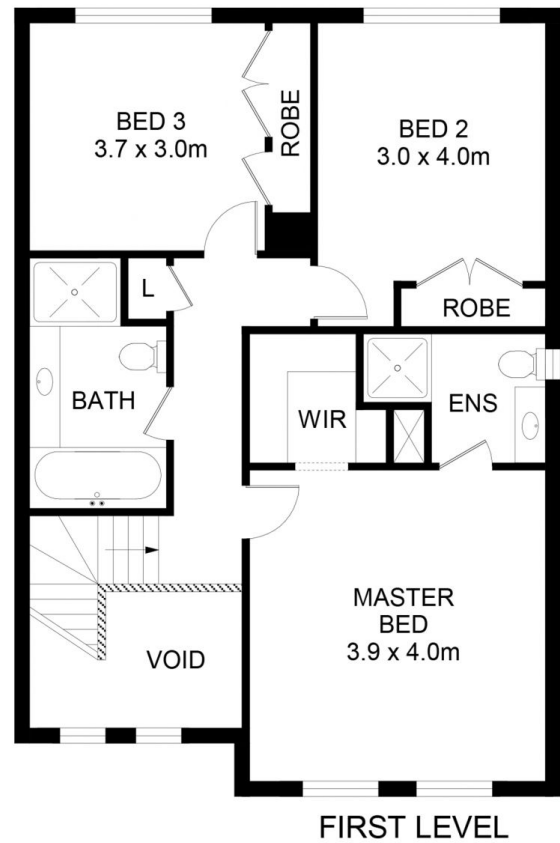 BED 3
3.7 x 3.0m
ROBE
BED 2
3.0 x 4.0m
L
ROBE
BATH
WIR
ENS
MASTER
BED
3.9 x 4.0m
VOID
FIRST LEVEL